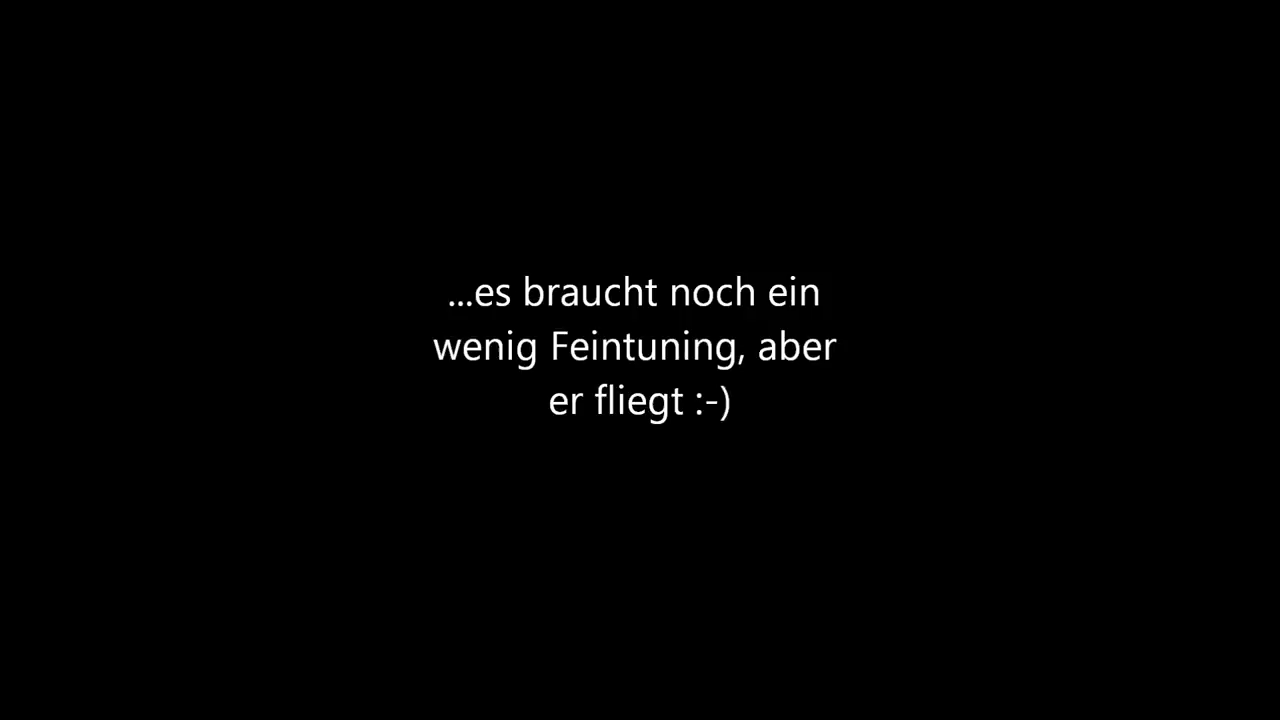 ...es braucht noch ein
wenig Feintuning, aber
er fliegt :-)